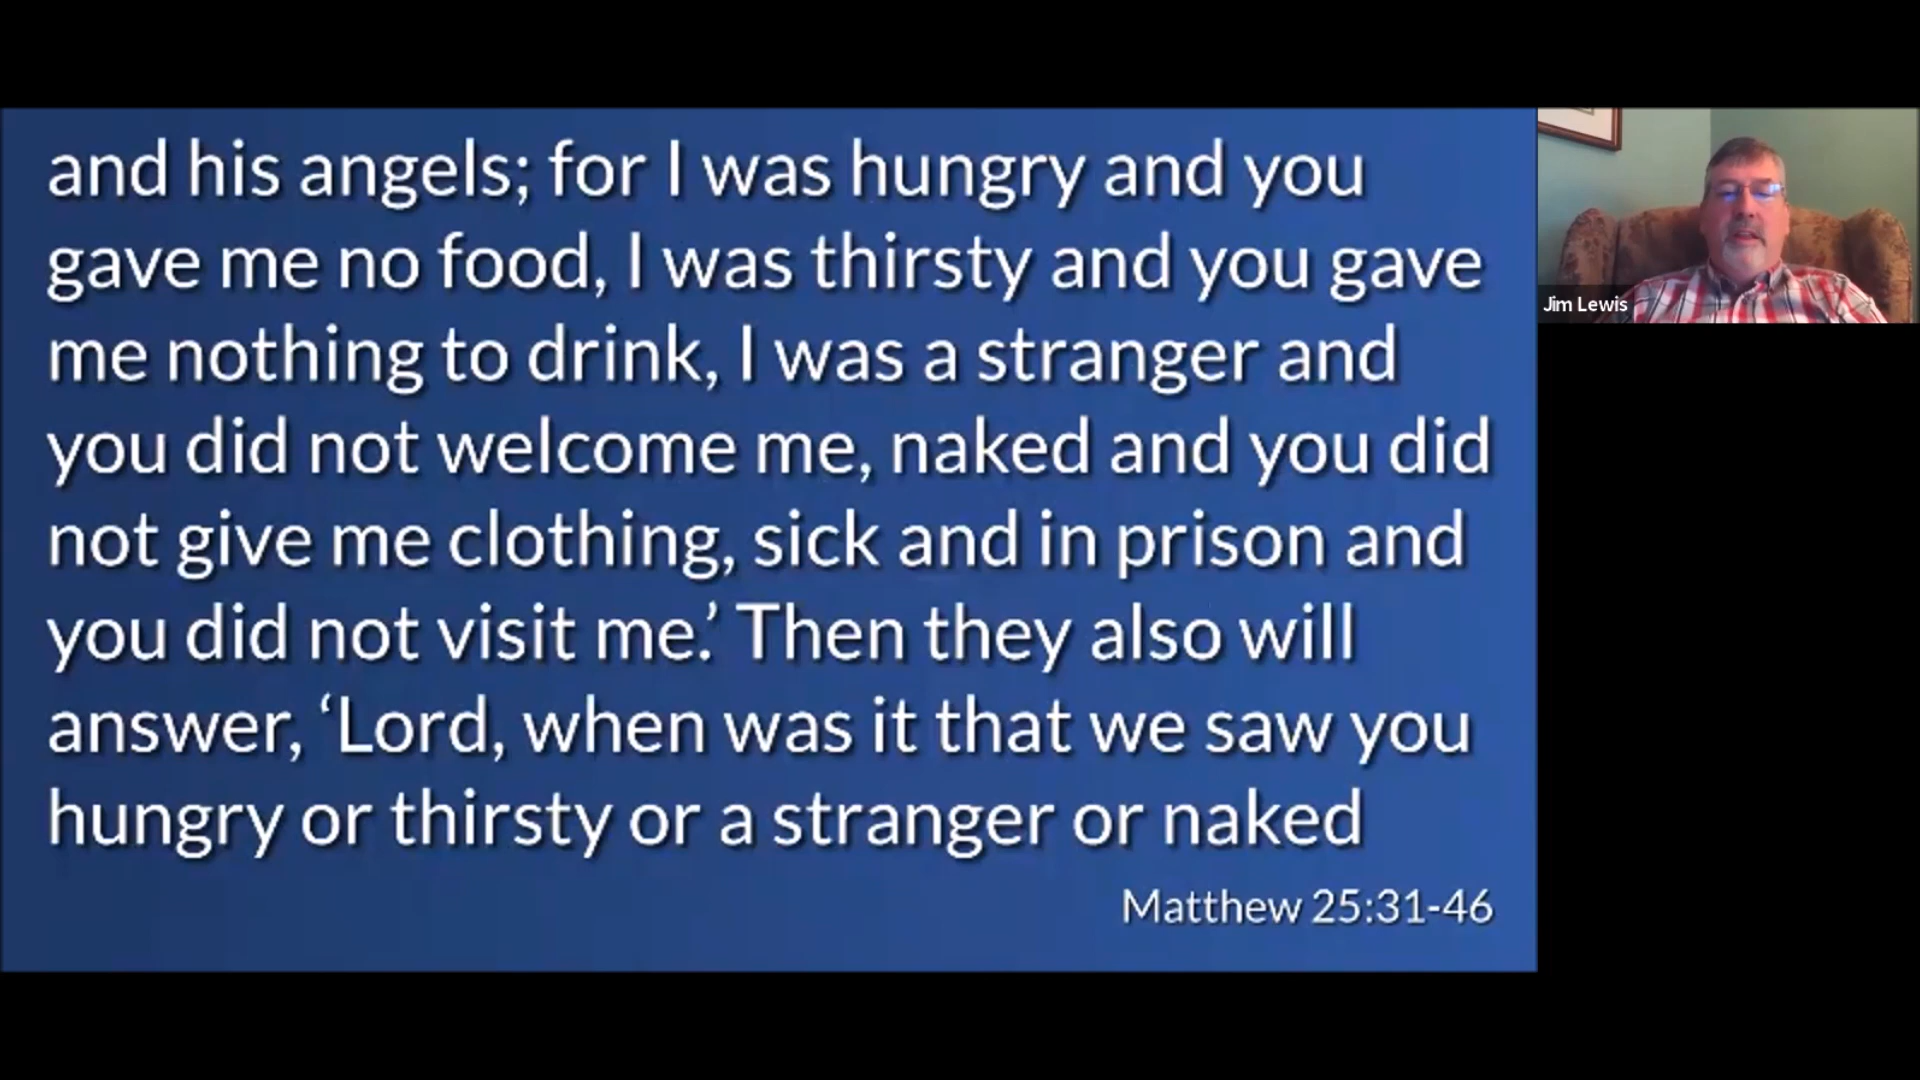 and his angels; for I was hungry and you
gave me no food, I was thirsty and you gave
me nothing to drink, I was a stranger and
you did not welcome me, naked and you did
not give me clothing, sick and in prison and
you did not visit me.’ Then they also will
answer, ‘Lord, when was it that we saw you
hungry or thirsty or a stranger or naked
Matthew 25:31-46
Jim Lewis